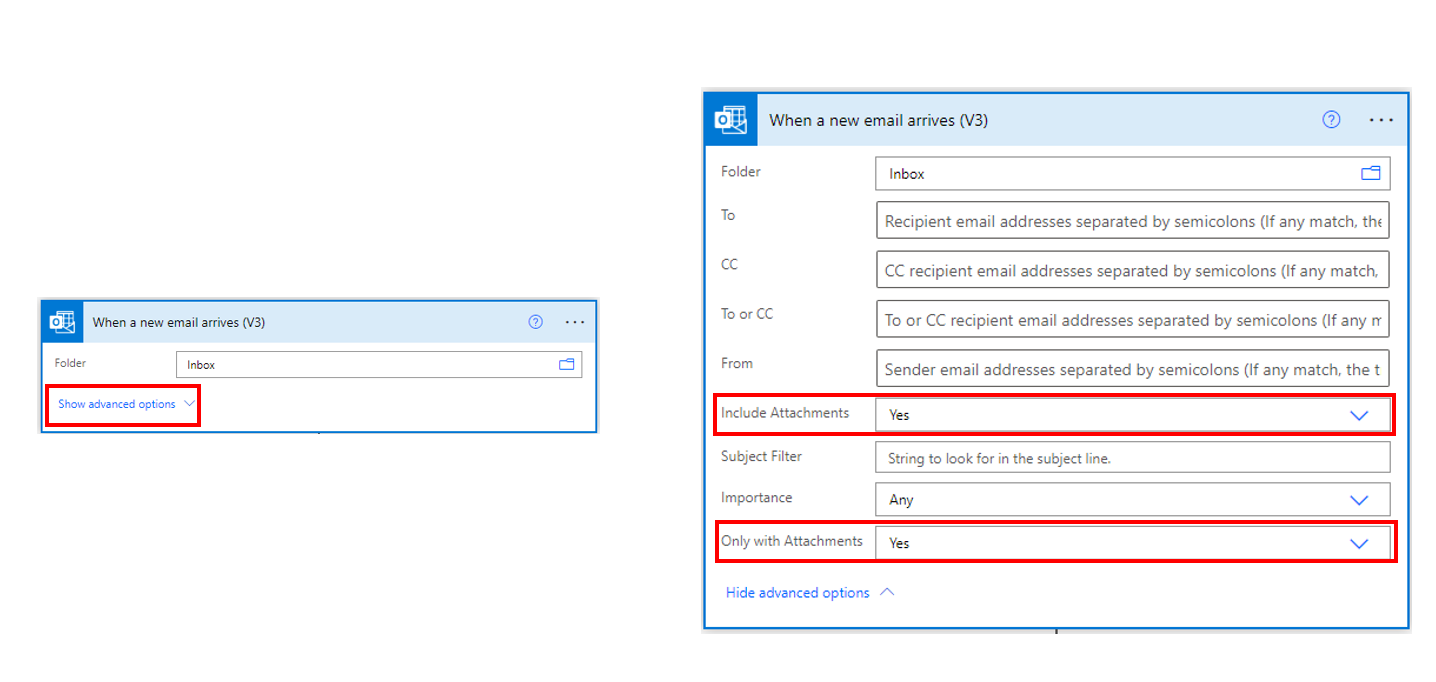 When a new email arrives (V3)
Folder
Inbox
Show advanced options
When a new email arrives (V3)
Folder
Inbox
To
Recipient email addresses separated by semicolons (If any match, the
CC
CC recipient email addresses separated by semicolons (If any match,
To or CC
To or CC recipient email addresses separated by semicolons (If any m
From
Sender email addresses separated by semicolons (If any match, the t
Include Attachments
Yes
Subject Filter
String to look for in the subject line.
Importance
Any
Only with Attachments
Yes
Hide advanced options